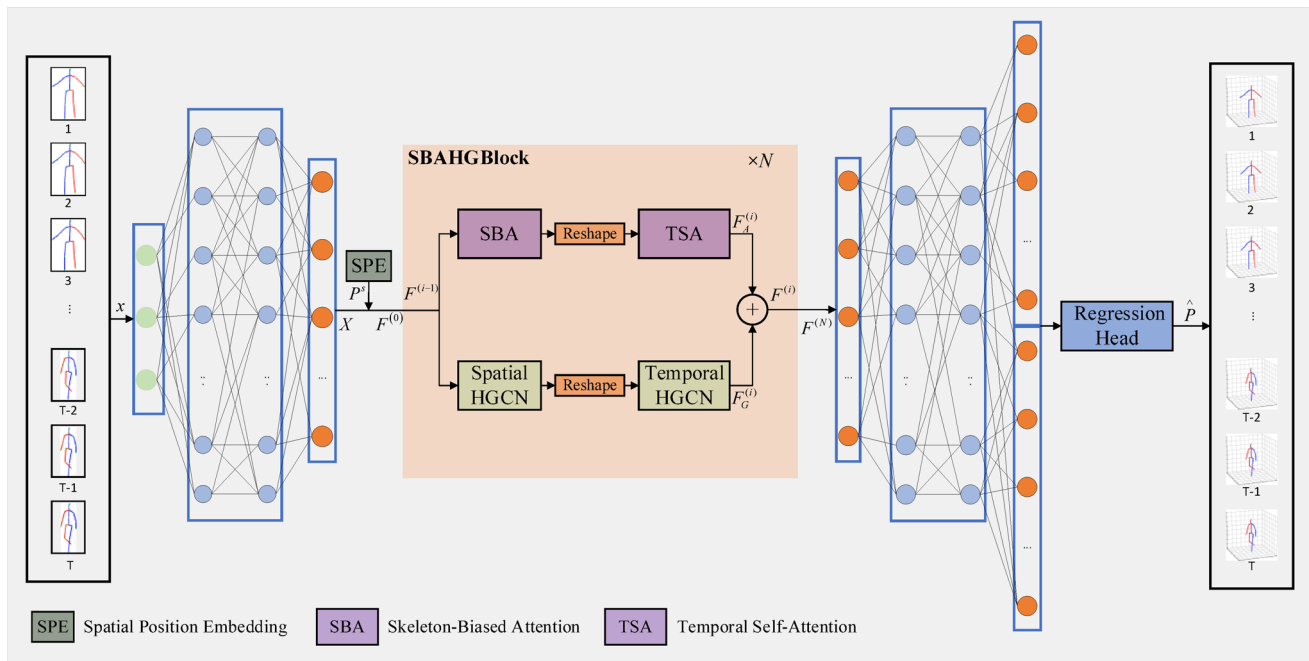 1
2
3
⋮
T-2
T-1
T
x
SPE
P^s
X
F^(0)
F^(i−1)
SBAHGBlock
×N
SBA
Reshape
TSA
F_A^(i)
Spatial
HGCN
Reshape
Temporal
HGCN
F_G^(i)
+
F^(i)
F^(N)
...
...
...
Regression
Head
P̂
1
2
3
⋮
T-2
T-1
T
SPE Spatial Position Embedding SBA Skeleton-Biased Attention TSA Temporal Self-Attention